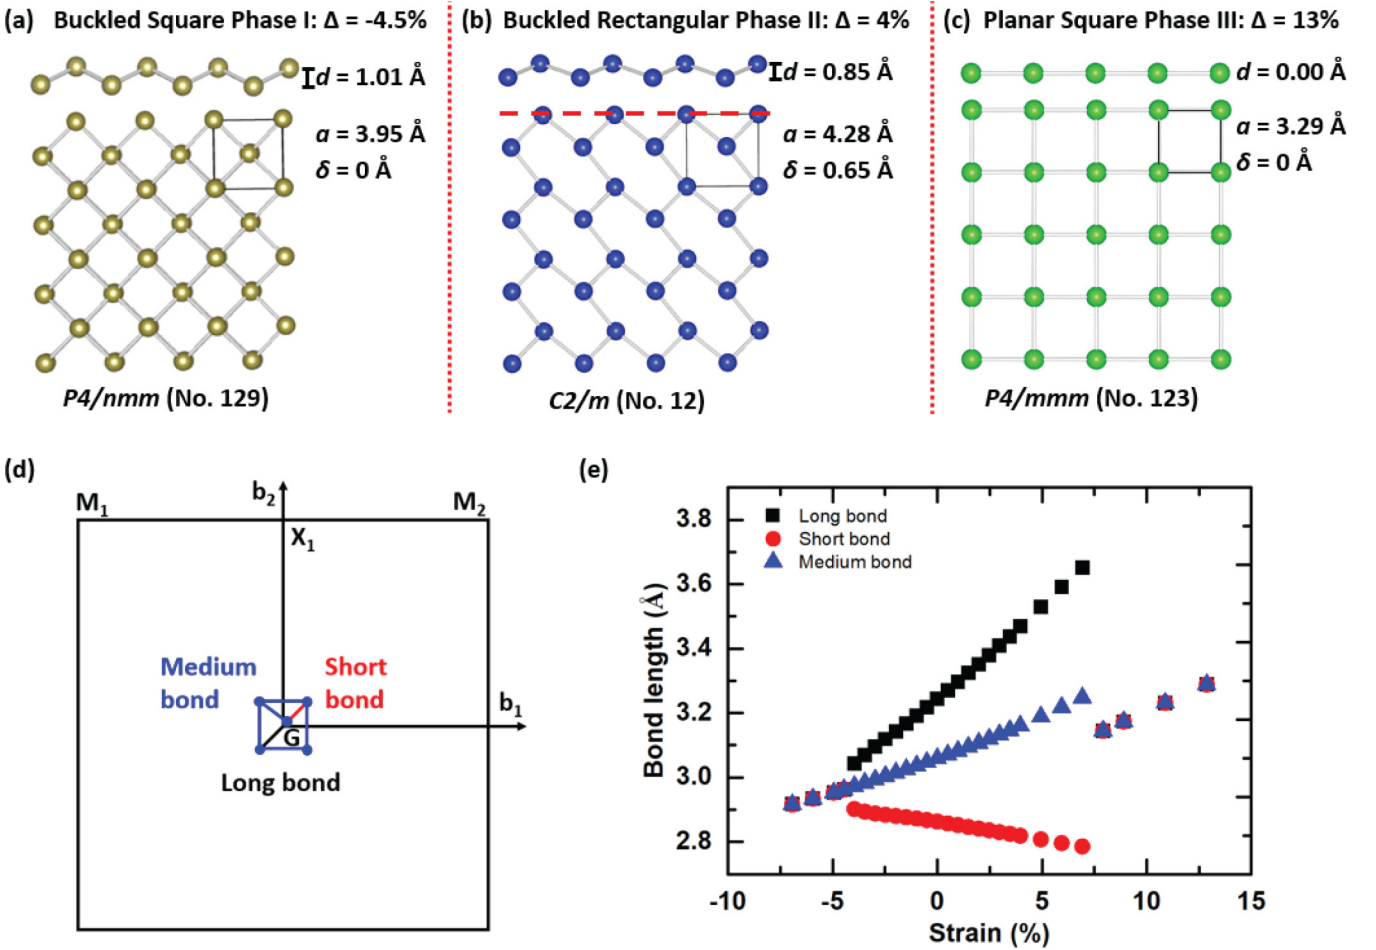 (a) Buckled Square Phase I: Δ = -4.5%
d = 1.01 Å
a = 3.95 Å
δ = 0 Å
P4/nmm (No. 129)
(b) Buckled Rectangular Phase II: Δ = 4%
d = 0.85 Å
a = 4.28 Å
δ = 0.65 Å
C2/m (No. 12)
(c) Planar Square Phase III: Δ = 13%
d = 0.00 Å
a = 3.29 Å
δ = 0 Å
P4/mmm (No. 123)
(d)
b2
M1
M2
X1
Medium
bond
Short
bond
b1
G
Long bond
(e)
Long bond
Short bond
Medium bond
3.8
3.6
3.4
3.2
3.0
2.8
Bond length (Å)
-10 -5 0 5 10 15
Strain (%)